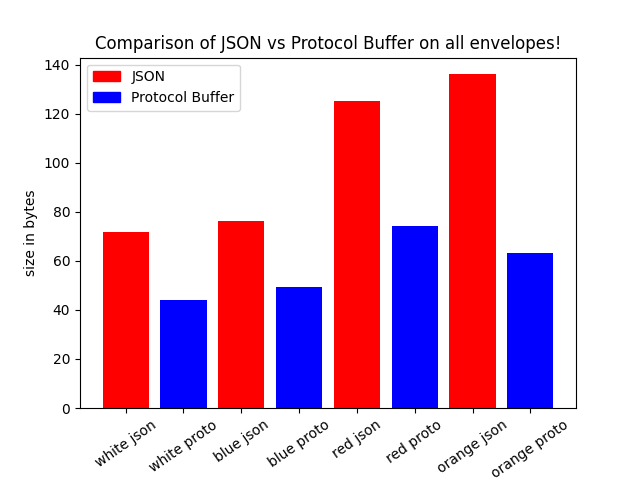 Comparison of JSON vs Protocol Buffer on all envelopes!
JSON
Protocol Buffer
size in bytes
140
120
100
80
60
40
20
0
white json
white proto
blue json
blue proto
red json
red proto
orange json
orange proto